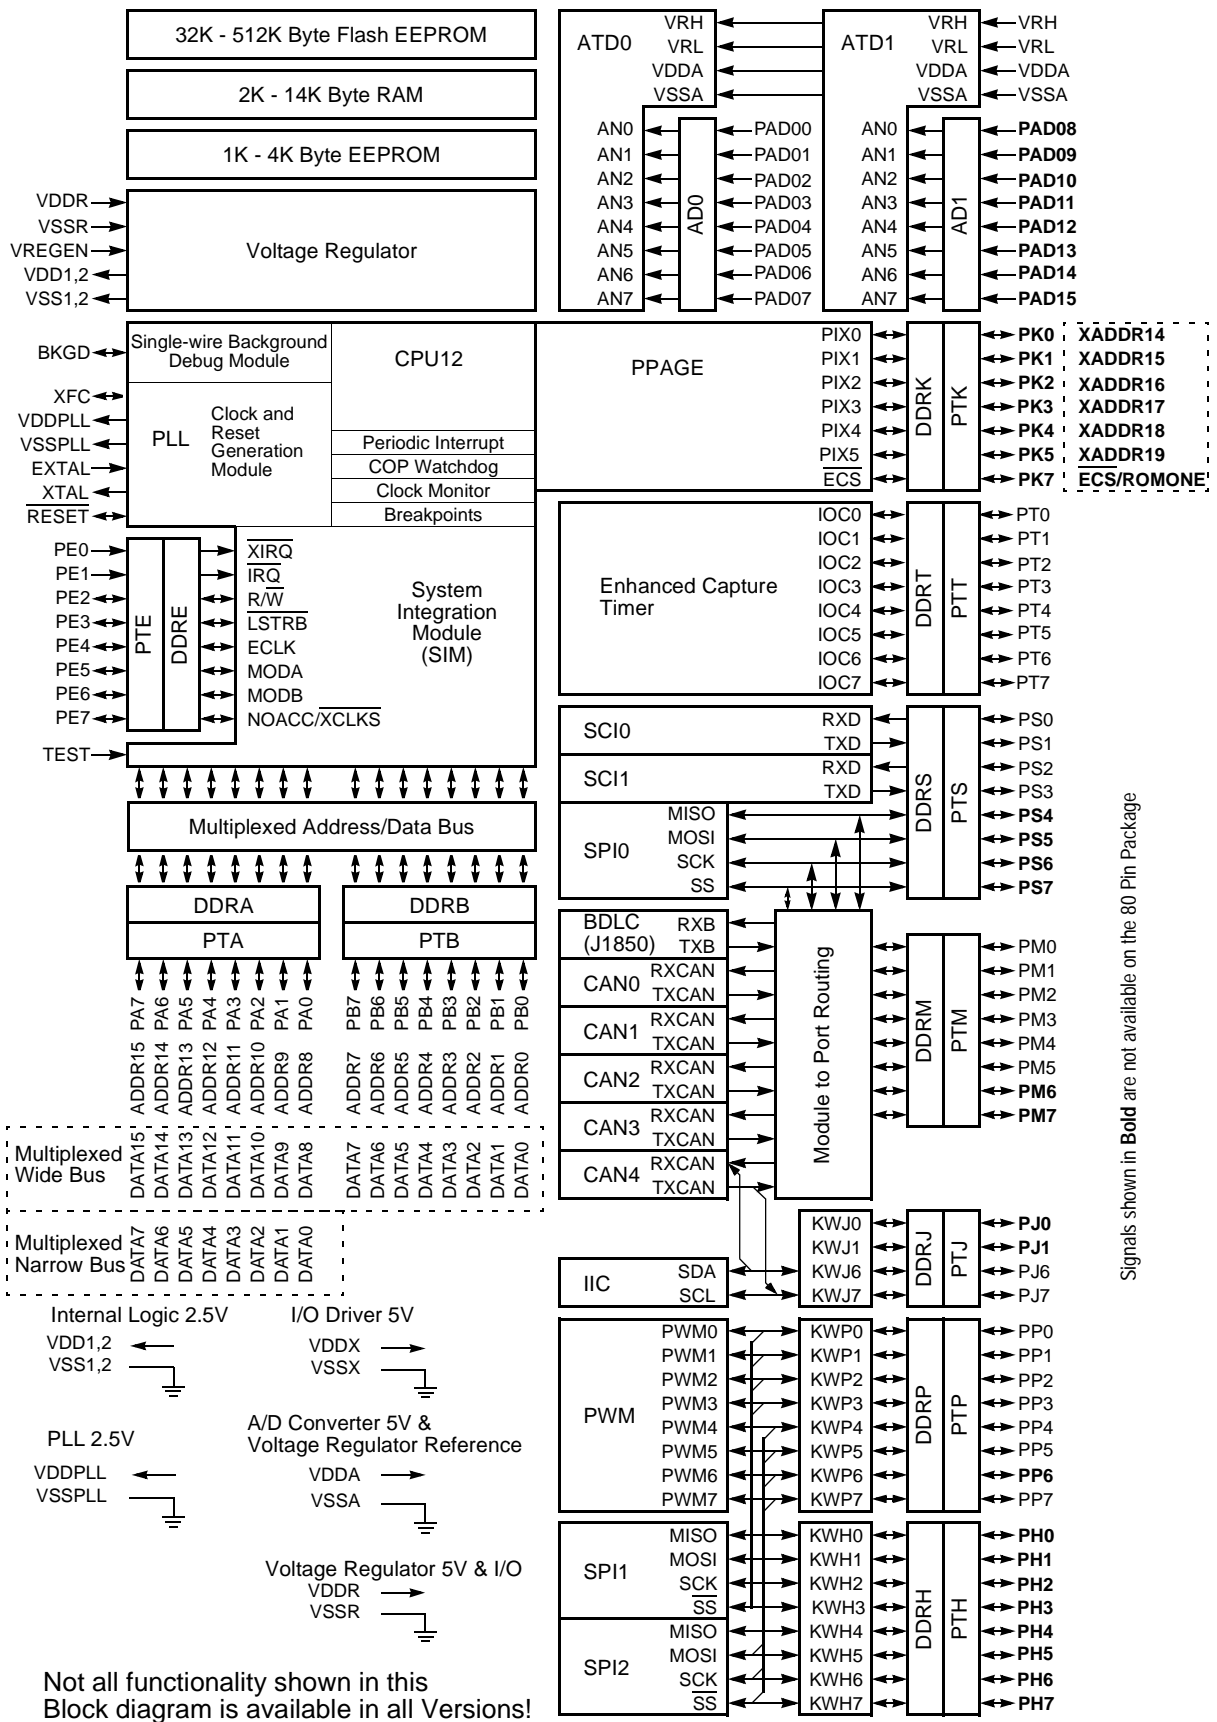 32K - 512K Byte Flash EEPROM
2K - 14K Byte RAM
1K - 4K Byte EEPROM
VDDR
VSSR
VREGEN
VDD1,2
VSS1,2
Voltage Regulator
ATD0
VRH
VRL
VDDA
VSSA
AN0
AN1
AN2
AN3
AN4
AN5
AN6
AN7
AD0
PAD00
PAD01
PAD02
PAD03
PAD04
PAD05
PAD06
PAD07
ATD1
VRH
VRL
VDDA
VSSA
VRH
VRL
VDDA
VSSA
AN0
AN1
AN2
AN3
AN4
AN5
AN6
AN7
AD1
PAD08
PAD09
PAD10
PAD11
PAD12
PAD13
PAD14
PAD15
BKGD
XFC
VDDPLL
VSSPLL
EXTAL
XTAL
RESET
Single-wire Background
Debug Module
CPU12
PLL
Clock and
Reset
Generation
Module
Periodic Interrupt
COP Watchdog
Clock Monitor
Breakpoints
PPAGE
PIX0
PIX1
PIX2
PIX3
PIX4
PIX5
ECS
DDRK
PTK
PK0 XADDR14
PK1 XADDR15
PK2 XADDR16
PK3 XADDR17
PK4 XADDR18
PK5 XADDR19
PK7 ECS/ROMONE
PE0
PE1
PE2
PE3
PE4
PE5
PE6
PE7
TEST
PTE
DDRE
XIRQ
IRQ
R/W
LSTRB
ECLK
MODA
MODB
NOACC/XCLKS
System
Integration
Module
(SIM)
Enhanced Capture
Timer
IOC0
IOC1
IOC2
IOC3
IOC4
IOC5
IOC6
IOC7
DDRT
PTT
PT0
PT1
PT2
PT3
PT4
PT5
PT6
PT7
Multiplexed Address/Data Bus
DDRA
PTA
DDRB
PTB
PA7
PA6
PA5
PA4
PA3
PA2
PA1
PA0
PB7
PB6
PB5
PB4
PB3
PB2
PB1
PB0
ADDR15
ADDR14
ADDR13
ADDR12
ADDR11
ADDR10
ADDR9
ADDR8
ADDR7
ADDR6
ADDR5
ADDR4
ADDR3
ADDR2
ADDR1
ADDR0
Multiplexed
Wide Bus
DATA15
DATA14
DATA13
DATA12
DATA11
DATA10
DATA9
DATA8
DATA7
DATA6
DATA5
DATA4
DATA3
DATA2
DATA1
DATA0
Multiplexed
Narrow Bus
DATA7
DATA6
DATA5
DATA4
DATA3
DATA2
DATA1
DATA0
SCI0
RXD
TXD
SCI1
RXD
TXD
SPI0
MISO
MOSI
SCK
SS
DDRS
PTS
PS0
PS1
PS2
PS3
PS4
PS5
PS6
PS7
BDLC
(J1850)
RXB
TXB
CAN0
RXCAN
TXCAN
CAN1
RXCAN
TXCAN
CAN2
RXCAN
TXCAN
CAN3
RXCAN
TXCAN
CAN4
RXCAN
TXCAN
Module to Port Routing
DDRM
PTM
PM0
PM1
PM2
PM3
PM4
PM5
PM6
PM7
IIC
SDA
SCL
KWJ0
KWJ1
KWJ6
KWJ7
DDRJ
PTJ
PJ0
PJ1
PJ6
PJ7
PWM
PWM0
PWM1
PWM2
PWM3
PWM4
PWM5
PWM6
PWM7
KWP0
KWP1
KWP2
KWP3
KWP4
KWP5
KWP6
KWP7
DDRP
PTP
PP0
PP1
PP2
PP3
PP4
PP5
PP6
PP7
SPI1
MISO
MOSI
SCK
SS
SPI2
MISO
MOSI
SCK
SS
KWH0
KWH1
KWH2
KWH3
KWH4
KWH5
KWH6
KWH7
DDRH
PTH
PH0
PH1
PH2
PH3
PH4
PH5
PH6
PH7
Signals shown in Bold are not available on the 80 Pin Package
Internal Logic 2.5V
VDD1,2
VSS1,2
I/O Driver 5V
VDDX
VSSX
PLL 2.5V
VDDPLL
VSSPLL
A/D Converter 5V &
Voltage Regulator Reference
VDDA
VSSA
Voltage Regulator 5V & I/O
VDDR
VSSR
Not all functionality shown in this
Block diagram is available in all Versions!